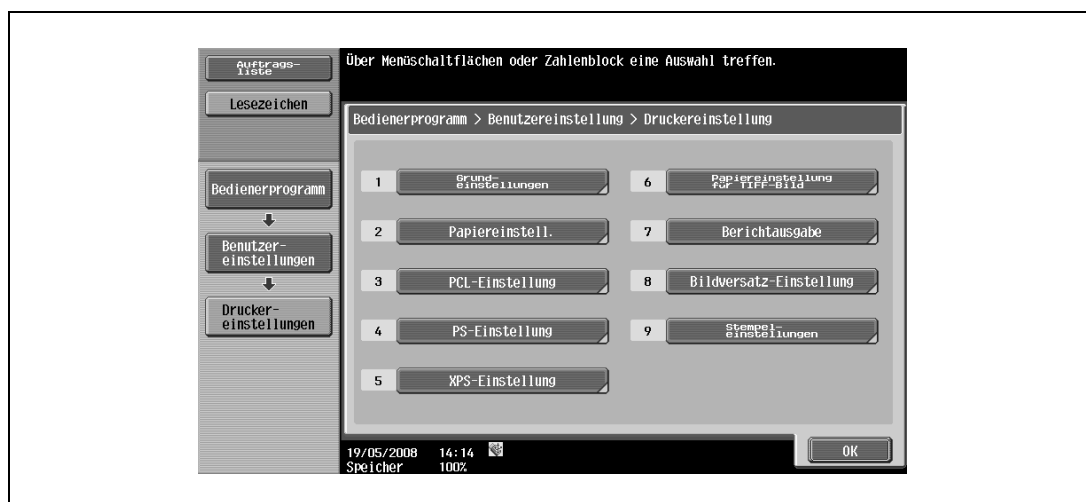 Auftrags-
liste
Lesezeichen
Bedienerprogramm
Benutzer-
einstellungen
Drucker-
einstellungen
Über Menüschaltflächen oder Zahlenblock eine Auswahl treffen.
Bedienerprogramm > Benutzereinstellung > Druckereinstellung
1 Grund-
einstellungen
2 Papiereinstell.
3 PCL-Einstellung
4 PS-Einstellung
5 XPS-Einstellung
6 Papiereinstellung
für TIFF-Bild
7 Berichtausgabe
8 Bildversatz-Einstellung
9 Stempel-
einstellungen
19/05/2008 14:14
Speicher 100%
OK